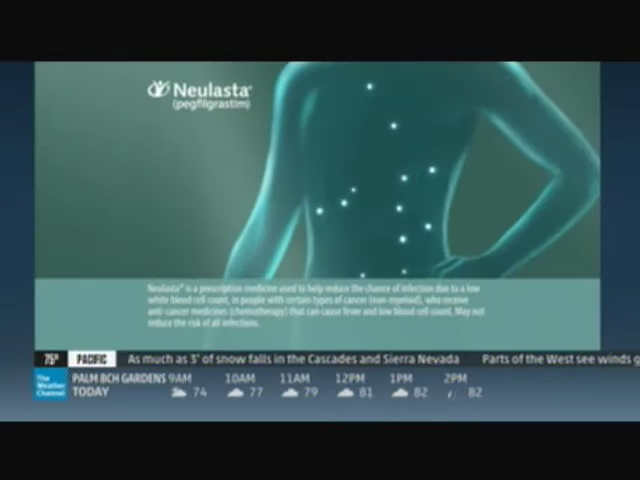 Neulasta®
(pegfilgrastim)
Neulasta® is a prescription medicine used to help reduce the chance of infection due to a low
white blood cell count, in people with certain types of cancer (non-myeloid), who receive
anti-cancer medicines (chemotherapy) that can cause fever and low blood cell count. May not
reduce the risk of all infections.
75° PACIFIC As much as 3' of snow falls in the Cascades and Sierra Nevada Parts of the West see winds g
The Weather Channel
PALM BCH GARDENS 9AM 10AM 11AM 12PM 1PM 2PM
TODAY 74 77 79 81 82 82